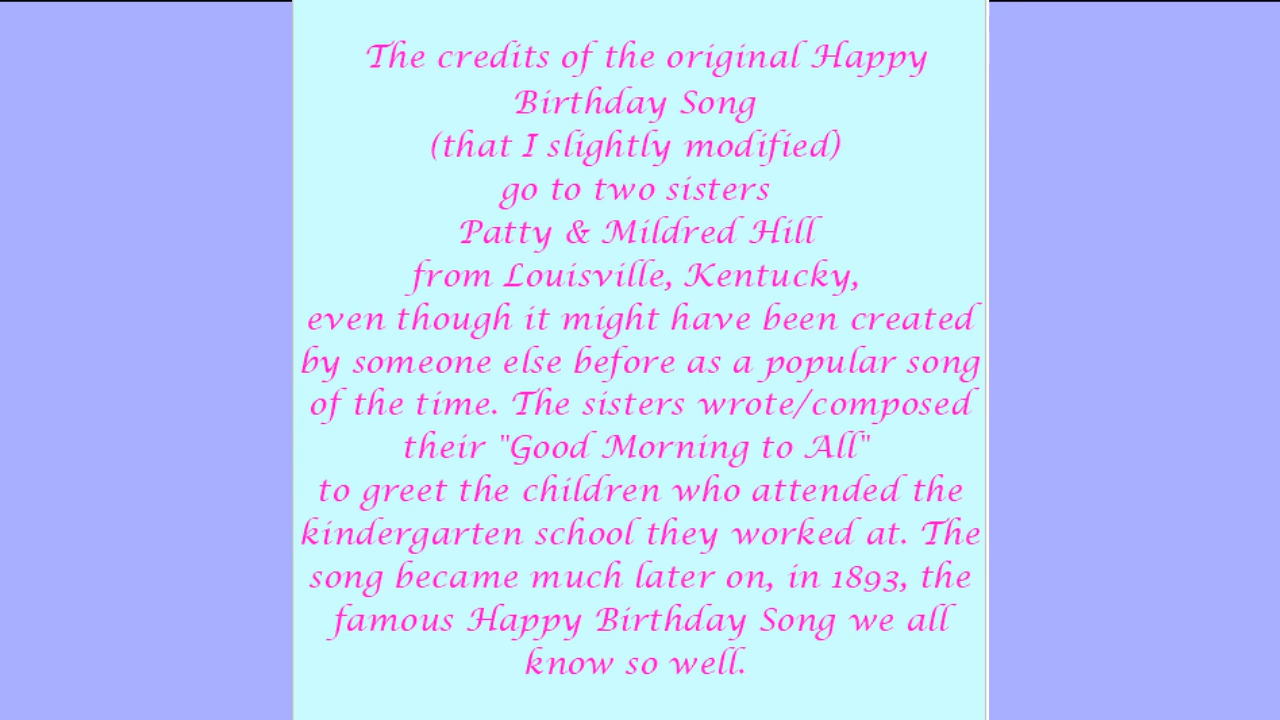 The credits of the original Happy
Birthday Song
(that I slightly modified)
go to two sisters
Patty & Mildred Hill
from Louisville, Kentucky,
even though it might have been created
by someone else before as a popular song
of the time. The sisters wrote/composed
their "Good Morning to All"
to greet the children who attended the
kindergarten school they worked at. The
song became much later on, in 1893, the
famous Happy Birthday Song we all
know so well.